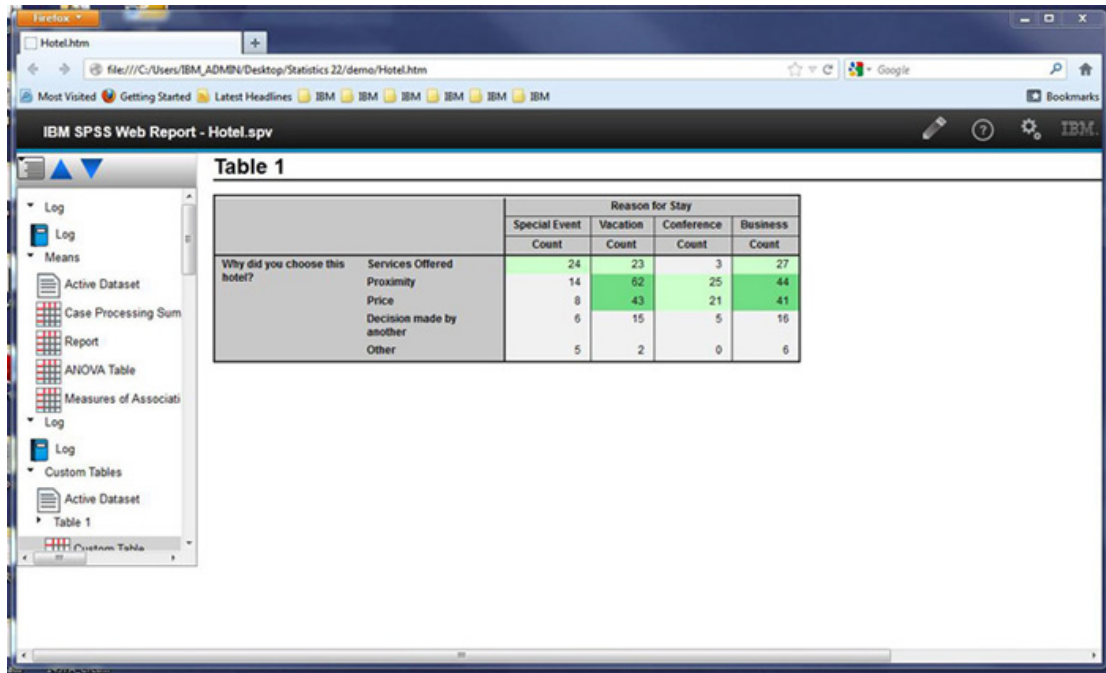 Firefox
Hotel.htm
file:///C:/Users/IBM_ADMIN/Desktop/Statistics 22/demo/Hotel.htm
Google
Most Visited Getting Started Latest Headlines IBM IBM IBM IBM IBM IBM
Bookmarks
IBM SPSS Web Report - Hotel.spv
IBM.
Table 1
Log
Log
Means
Active Dataset
Case Processing Sum
Report
ANOVA Table
Measures of Associati
Log
Log
Custom Tables
Active Dataset
Table 1
Custom Table
Reason for Stay
Special Event Vacation Conference Business
Count Count Count Count
Why did you choose this hotel? Services Offered 24 23 3 27
Proximity 14 62 25 44
Price 8 43 21 41
Decision made by another 6 15 5 16
Other 5 2 0 6